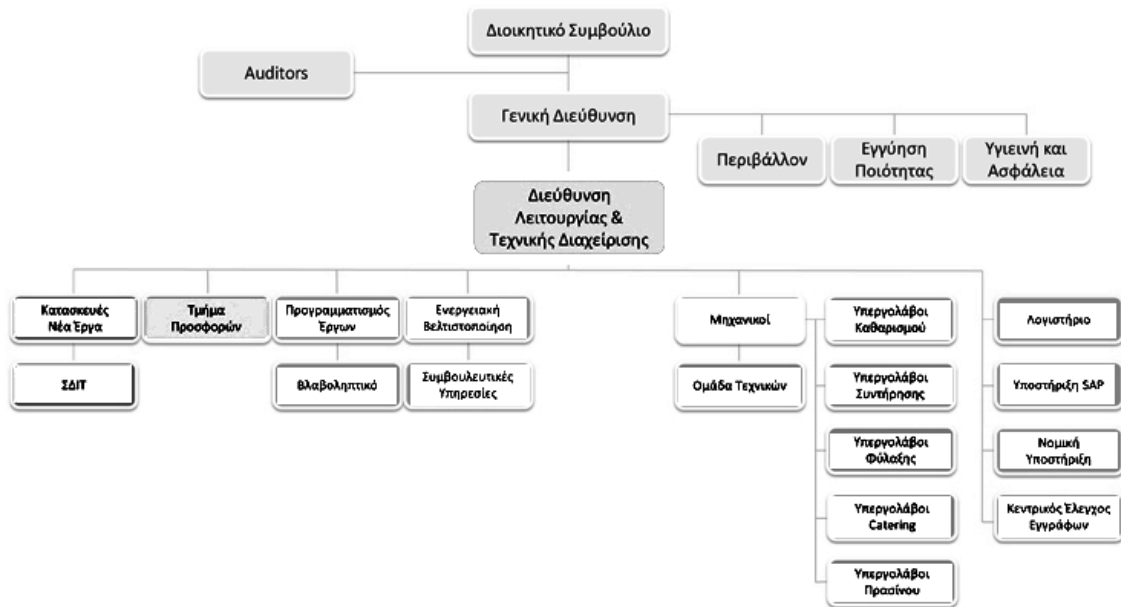 Διοικητικό Συμβούλιο
Auditors
Γενική Διεύθυνση
Περιβάλλον
Εγγύηση
Ποιότητας
Υγιεινή και
Ασφάλεια
Διεύθυνση
Λειτουργίας &
Τεχνικής Διαχείρισης
Κατασκευές
Νέα Έργα
Τμήμα
Προσφορών
Προγραμματισμός
Έργων
Ενεργειακή
Βελτιστοποίηση
Μηχανικοί
Υπεργολάβοι
Καθαρισμού
Λογιστήριο
ΣΔΙΤ
Βλαβοληπτικό
Συμβουλευτικές
Υπηρεσίες
Ομάδα Τεχνικών
Υπεργολάβοι
Συντήρησης
Υποστήριξη SAP
Υπεργολάβοι
Φύλαξης
Νομική
Υποστήριξη
Υπεργολάβοι
Catering
Κεντρικός Έλεγχος
Εγγράφων
Υπεργολάβοι
Πρασίνου